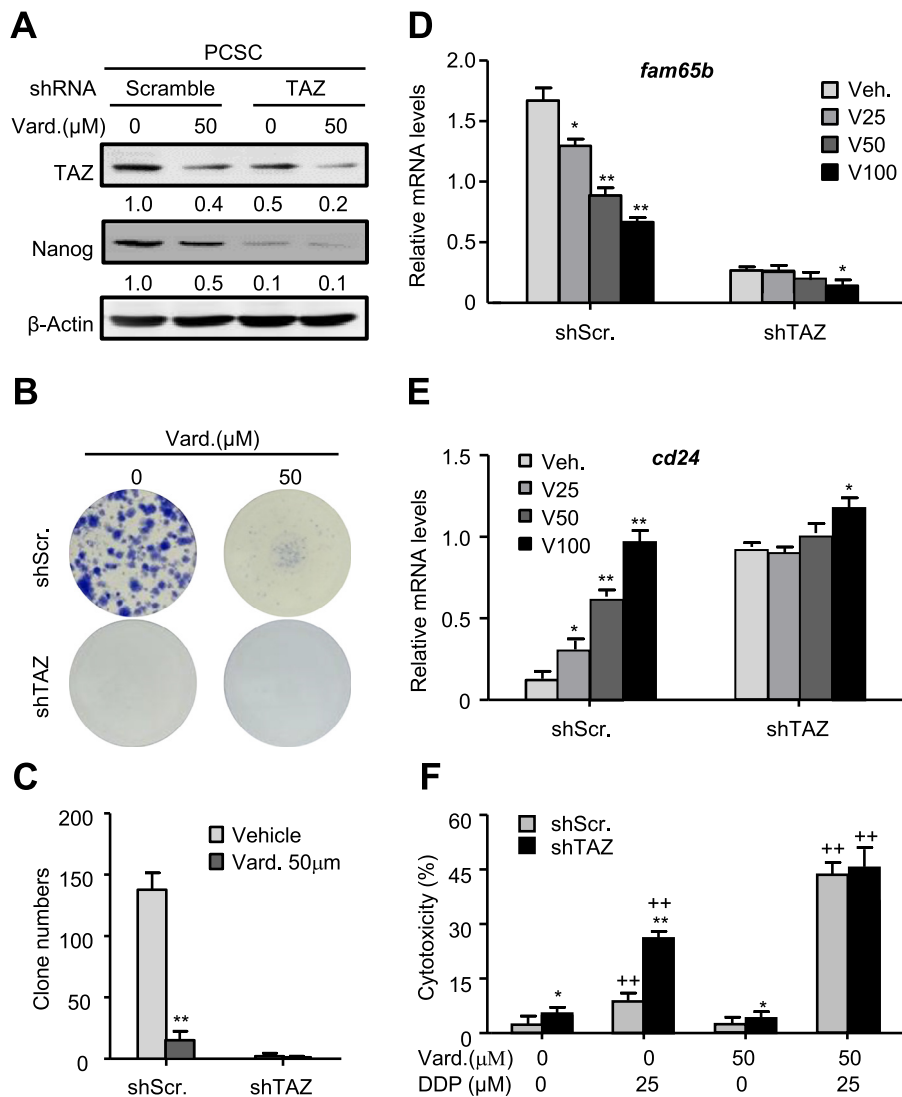 A
PCSC
shRNA Scramble TAZ
Vard.(μM) 0 50 0 50
TAZ
1.0 0.4 0.5 0.2
Nanog
1.0 0.5 0.1 0.1
β-Actin
B
Vard.(μM)
0 50
shScr.
shTAZ
C
Clone numbers
200
150
100
50
0
Vehicle
Vard. 50μm
**
shScr. shTAZ
D
fam65b
Relative mRNA levels
2.0
1.5
1.0
0.5
0
Veh.
V25
V50
V100
* ** ** *
shScr. shTAZ
E
cd24
Relative mRNA levels
1.5
1.0
0.5
0
Veh.
V25
V50
V100
* ** ** *
shScr. shTAZ
F
Cytotoxicity (%)
60
45
30
15
0
shScr.
shTAZ
* ++ ++ ** * ++ ++
Vard.(μM) 0 0 50 50
DDP (μM) 0 25 0 25